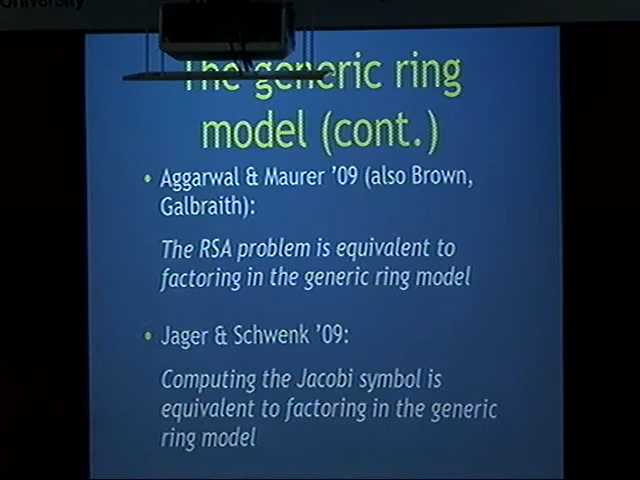 University
The generic ring
model (cont.)
• Aggarwal & Maurer '09 (also Brown,
Galbraith):
The RSA problem is equivalent to
factoring in the generic ring model
• Jager & Schwenk '09:
Computing the Jacobi symbol is
equivalent to factoring in the generic
ring model